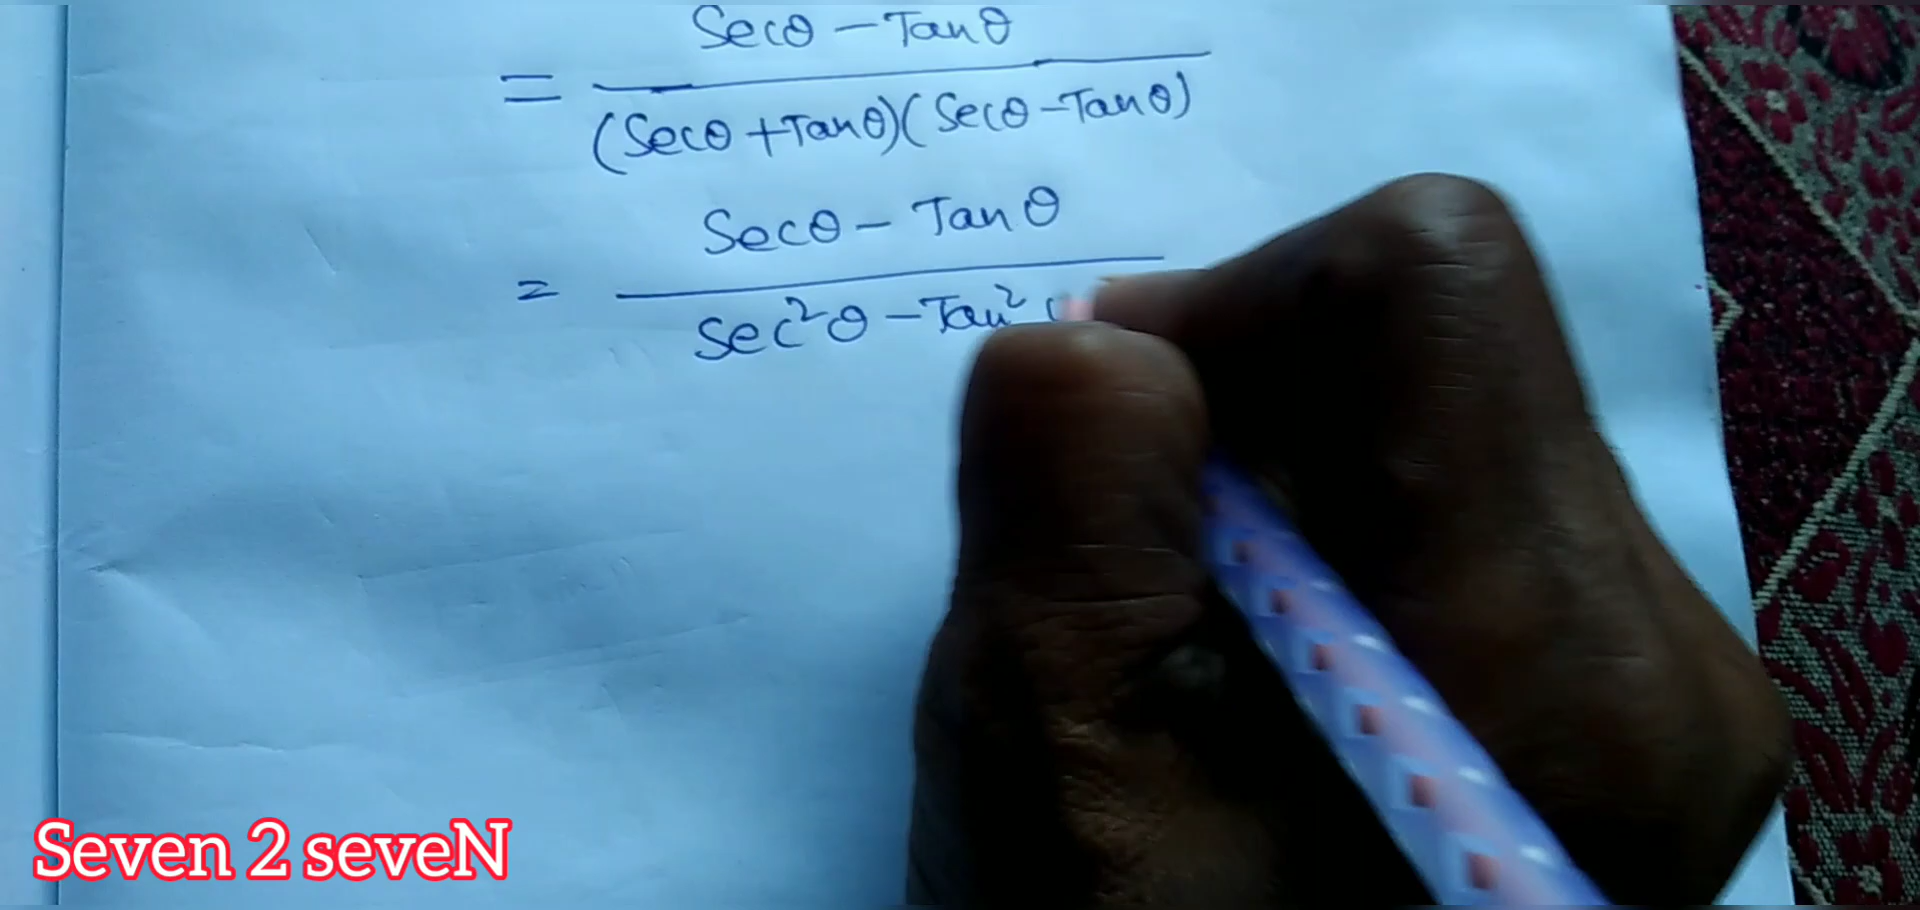 Secθ - Tanθ
=
(Secθ + Tanθ)(Secθ - Tanθ)
Secθ - Tanθ
=
Sec²θ - Tan²
Seven 2 seveN